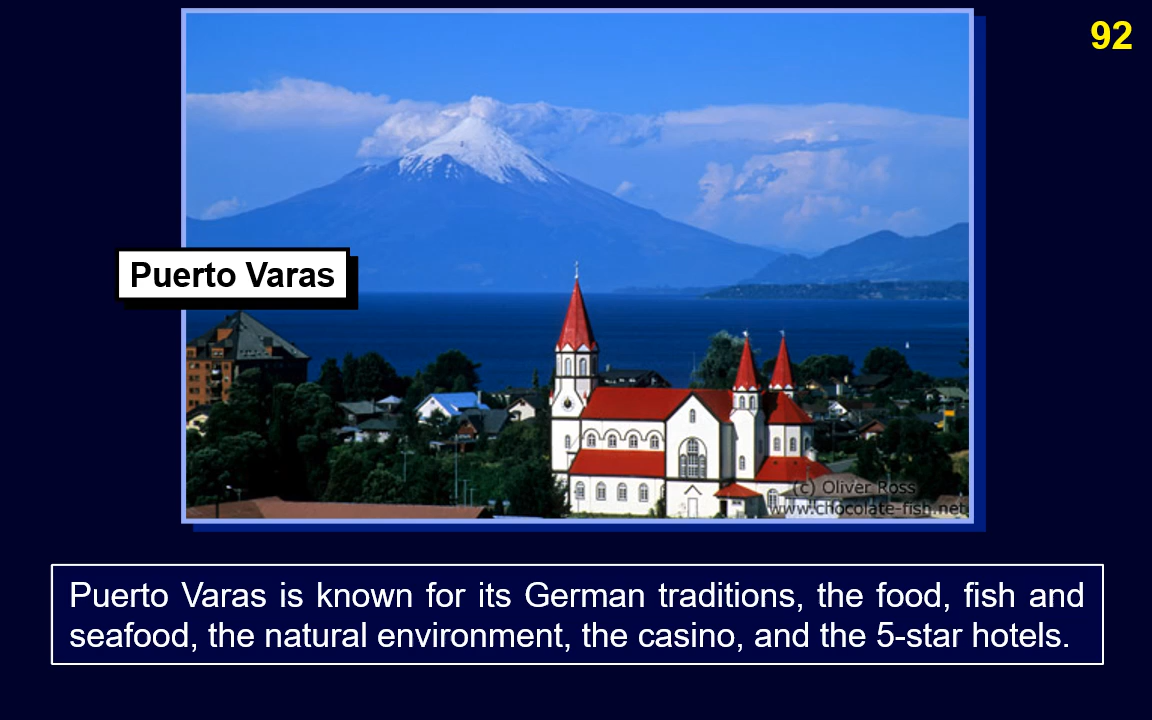 92
Puerto Varas
(c) Oliver Ross
www.chocolate-fish.net
Puerto Varas is known for its German traditions, the food, fish and
seafood, the natural environment, the casino, and the 5-star hotels.